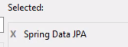 Selected:
X Spring Data JPA